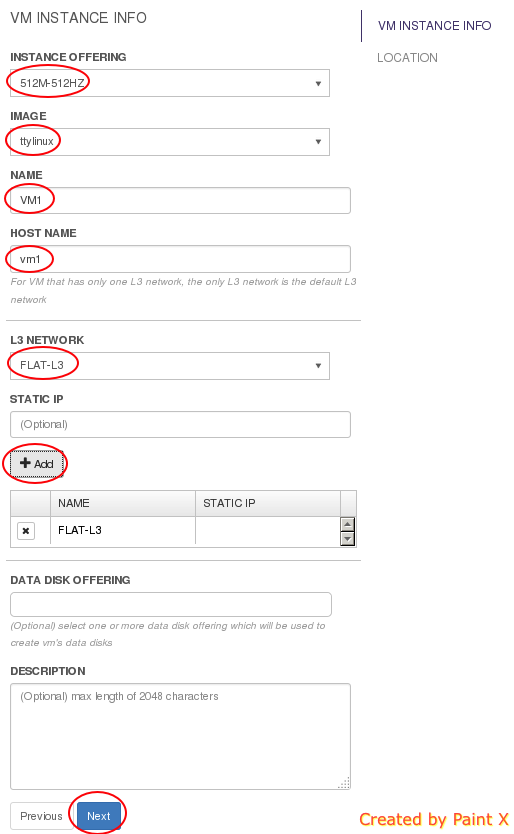 VM INSTANCE INFO
VM INSTANCE INFO
LOCATION
INSTANCE OFFERING
512M-512HZ
IMAGE
ttylinux
NAME
VM1
HOST NAME
vm1
For VM that has only one L3 network, the only L3 network is the default L3
network
L3 NETWORK
FLAT-L3
STATIC IP
(Optional)
Add
NAME STATIC IP
FLAT-L3
DATA DISK OFFERING
(Optional) select one or more data disk offering which will be used to
create vm's data disks
DESCRIPTION
(Optional) max length of 2048 characters
Previous Next
Created by Paint X